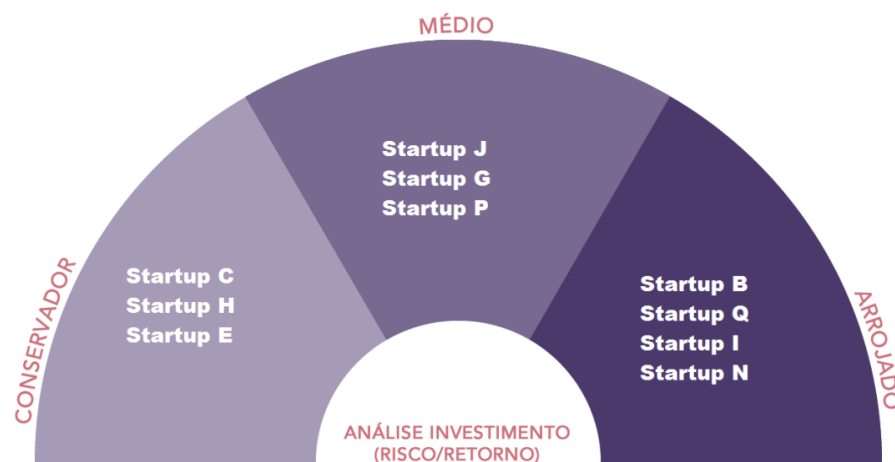 MÉDIO
Startup J
Startup G
Startup P
CONSERVADOR
Startup C
Startup H
Startup E
Startup B
Startup Q
Startup I
Startup N
ARROJADO
ANÁLISE INVESTIMENTO
(RISCO/RETORNO)